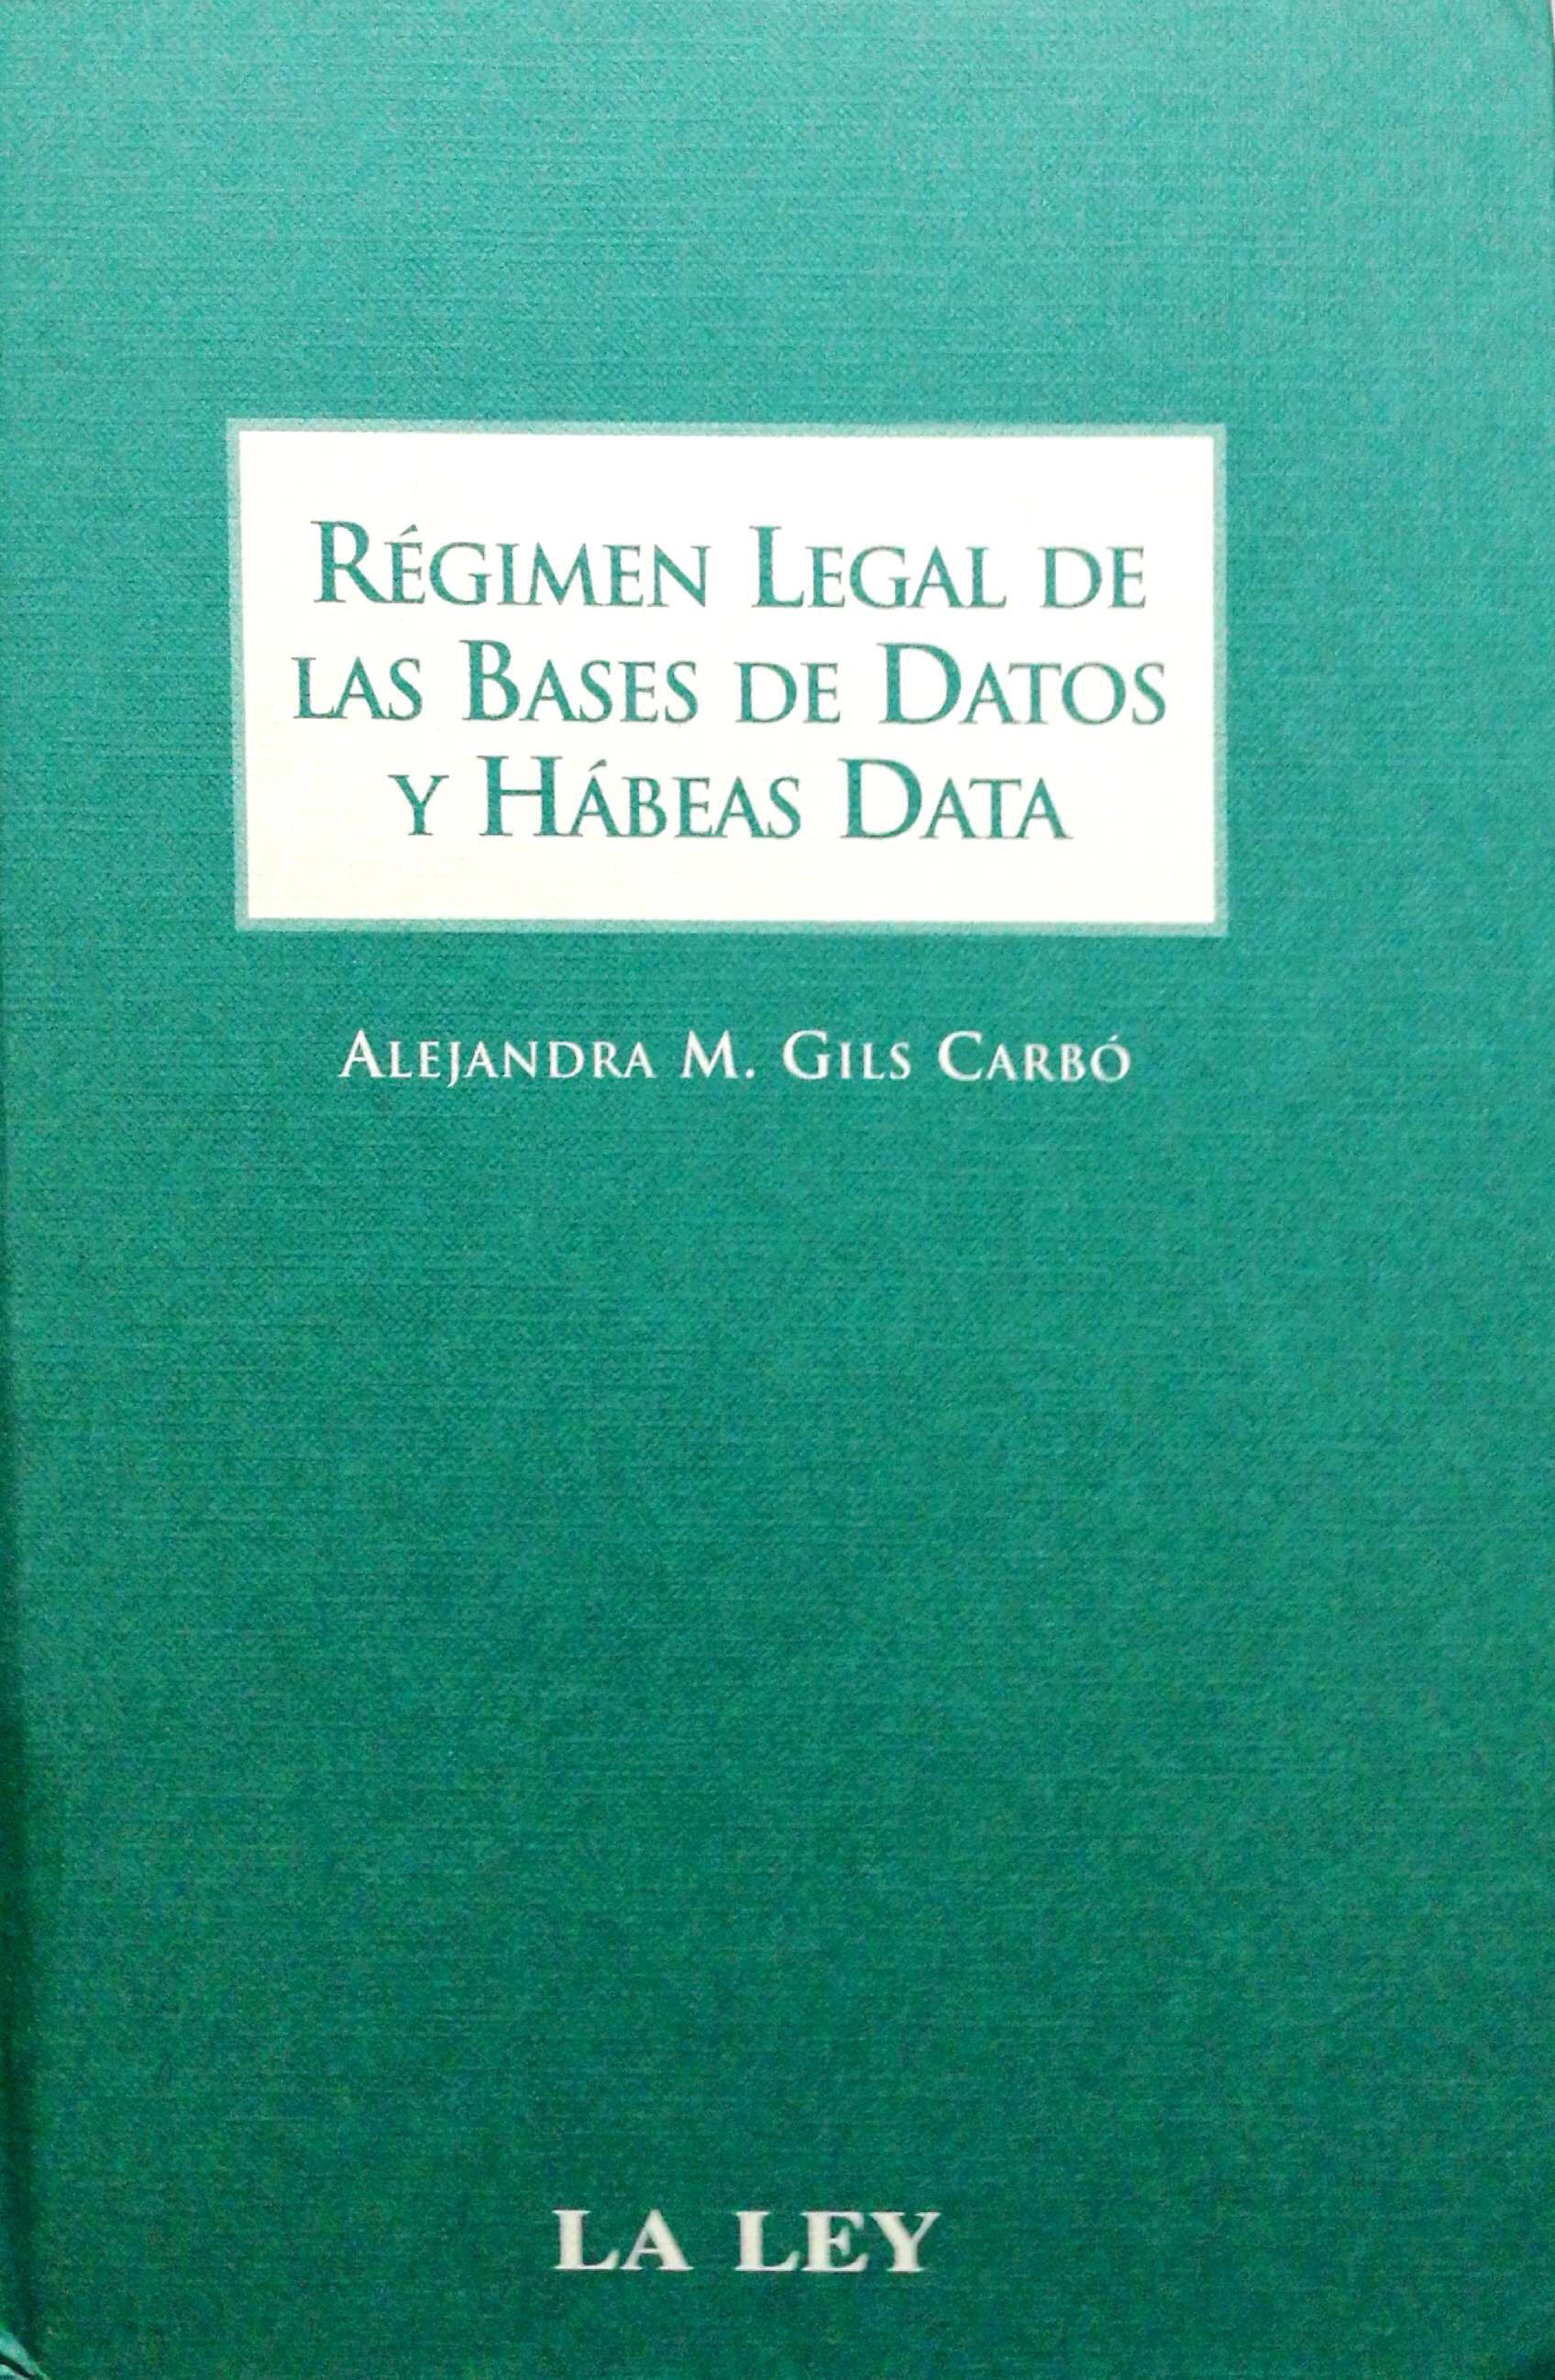 RÉGIMEN LEGAL DE
LAS BASES DE DATOS
Y HÁBEAS DATA
ALEJANDRA M. GILS CARBÓ
LA LEY